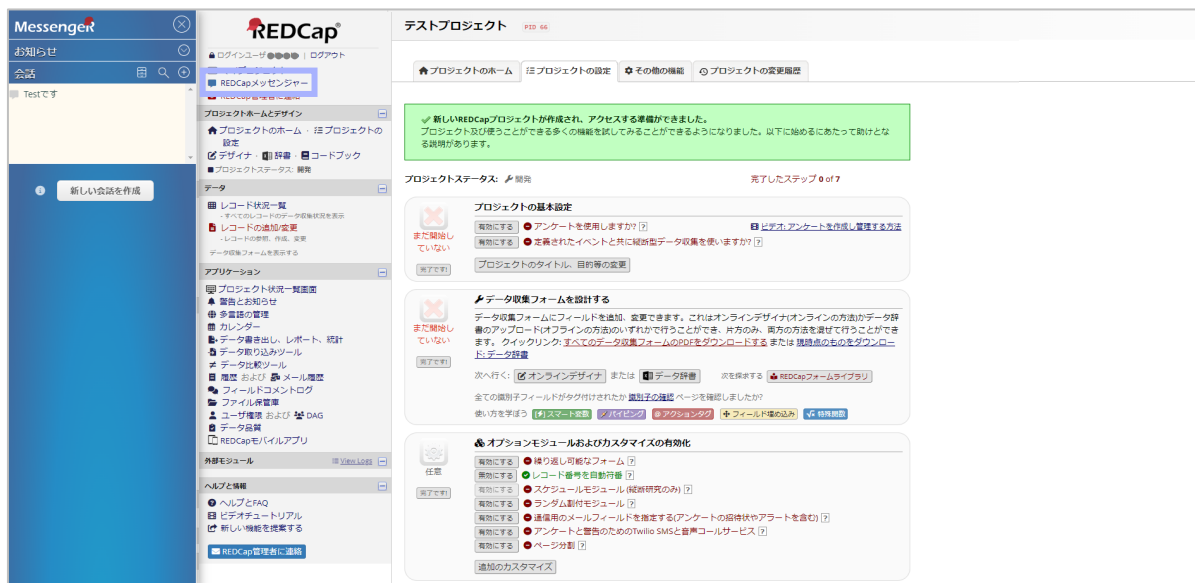 MessengeR
お知らせ
会話
Testです
新しい会話を作成
REDCap®
ログインユーザ | ログアウト
REDCapメッセンジャー
REDCap管理者に連絡
プロジェクトホームとデザイン
プロジェクトのホーム · プロジェクトの
設定
デザイナ · 辞書 · コードブック
プロジェクトステータス: 開発
データ
レコード状況一覧
- すべてのレコードのデータ収集状況を表示
レコードの追加/変更
- レコードの参照、作成、変更
データ収集フォームを表示する
アプリケーション
プロジェクト状況一覧画面
警告とお知らせ
多言語の管理
カレンダー
データ書き出し、レポート、統計
データ取り込みツール
データ比較ツール
履歴 および メール履歴
フィールドコメントログ
ファイル保管庫
ユーザ権限 および DAG
データ品質
REDCapモバイルアプリ
外部モジュール View Logs
ヘルプと情報
ヘルプとFAQ
ビデオチュートリアル
新しい機能を提案する
REDCap管理者に連絡
テストプロジェクト PID 66
プロジェクトのホーム プロジェクトの設定 その他の機能 プロジェクトの変更履歴
新しいREDCapプロジェクトが作成され、アクセスする準備ができました。
プロジェクト及び使うことができる多くの機能を試してみることができるようになりました。以下に始めるにあたって助けとな
る説明があります。
プロジェクトステータス: 開発 完了したステップ 0 of 7
まだ開始し
ていない
完了です!
プロジェクトの基本設定
有効にする アンケートを使用しますか? ? ビデオ: アンケートを作成し管理する方法
有効にする 定義されたイベントと共に縦断型データ収集を使いますか? ?
プロジェクトのタイトル、目的等の変更
まだ開始し
ていない
完了です!
データ収集フォームを設計する
データ収集フォームにフィールドを追加、変更できます。これはオンラインデザイナ(オンラインの方法)かデータ辞
書のアップロード(オフラインの方法)のいずれかで行うことができ、片方のみ、両方の方法を混ぜて行うことができ
ます。 クイックリンク: すべてのデータ収集フォームのPDFをダウンロードする または 現時点のものをダウンロー
ド: データ辞書
次へ行く: オンラインデザイナ または データ辞書 次を探求する REDCapフォームライブラリ
全ての識別子フィールドがタグ付けされたか 識別子の確認 ページを確認しましたか?
使い方を学ぼう スマート変数 パイピング @ アクションタグ フィールド埋め込み 特殊関数
任意
完了です!
オプションモジュールおよびカスタマイズの有効化
有効にする 繰り返し可能なフォーム ?
無効にする レコード番号を自動符番 ?
有効にする スケジュールモジュール (縦断研究のみ) ?
有効にする ランダム割付モジュール ?
有効にする 通信用のメールフィールドを指定する(アンケートの招待状やアラートを含む) ?
有効にする アンケートと警告のためのTwilio SMSと音声コールサービス ?
有効にする ページ分割 ?
追加のカスタマイズ